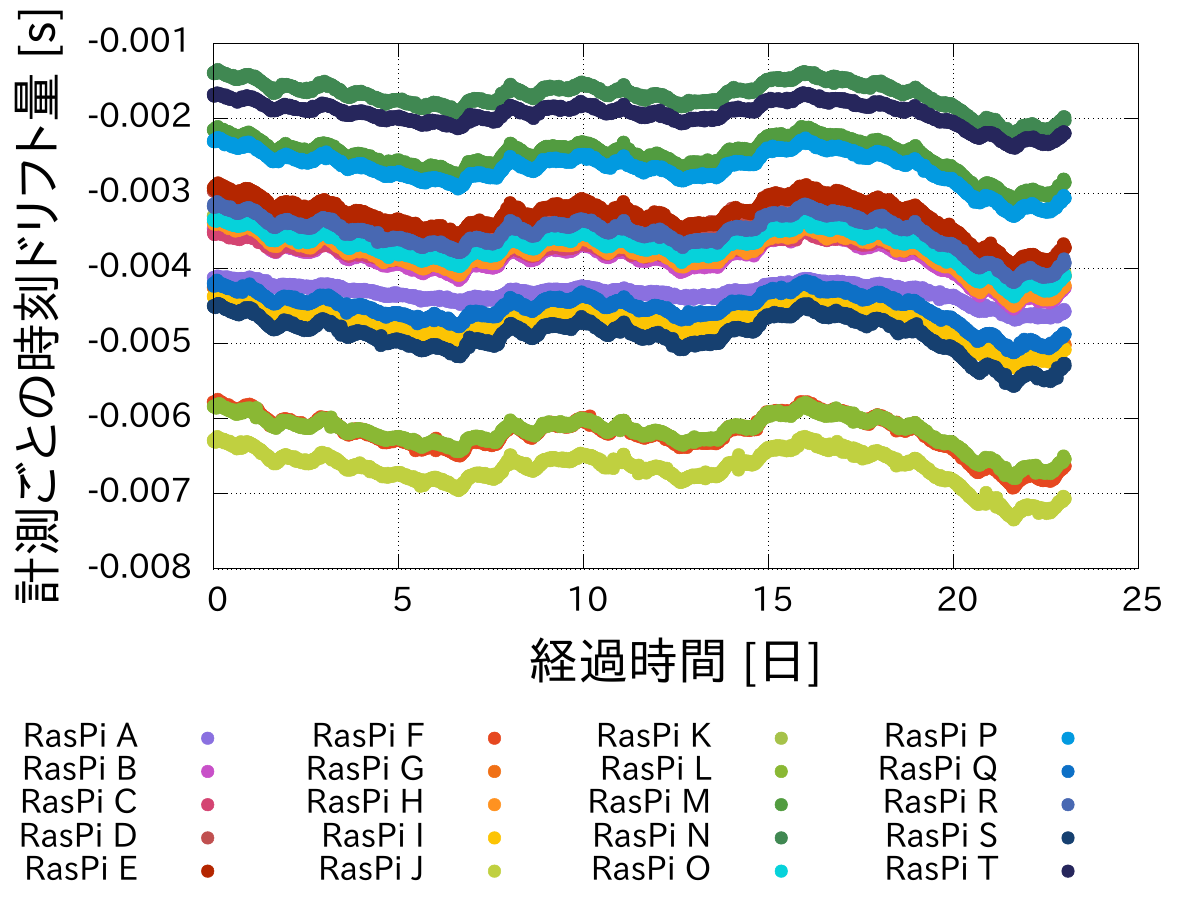 計測ごとの時刻ドリフト量 [s]
-0.001
-0.002
-0.003
-0.004
-0.005
-0.006
-0.007
-0.008
0 5 10 15 20 25
経過時間 [日]
RasPi A RasPi F RasPi K RasPi P
RasPi B RasPi G RasPi L RasPi Q
RasPi C RasPi H RasPi M RasPi R
RasPi D RasPi I RasPi N RasPi S
RasPi E RasPi J RasPi O RasPi T